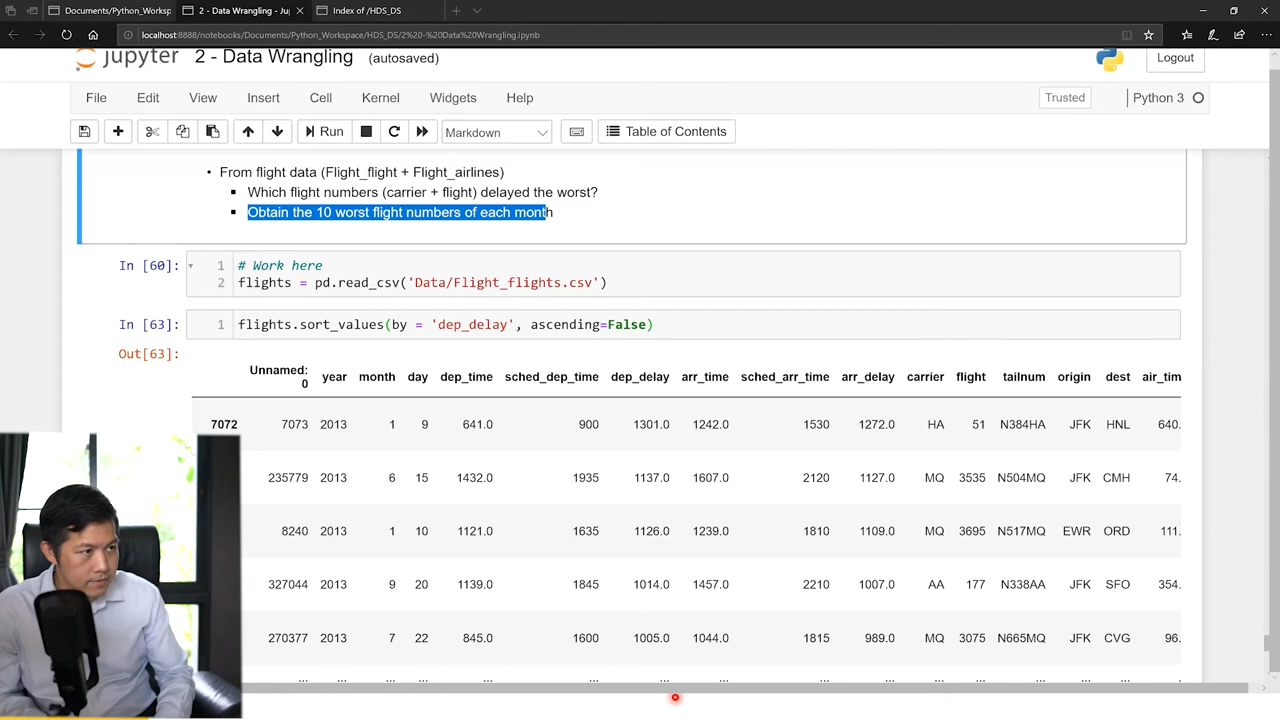 Documents/Python_Worksp
2 - Data Wrangling - Jup
Index of /HDS_DS
localhost:8888/notebooks/Documents/Python_Workspace/HDS_DS/2%20-%20Data%20Wrangling.ipynb
jupyter 2 - Data Wrangling (autosaved)
Logout
File Edit View Insert Cell Kernel Widgets Help
Trusted
Python 3
Run
Markdown
Table of Contents
• From flight data (Flight_flight + Flight_airlines)
▪ Which flight numbers (carrier + flight) delayed the worst?
▪ Obtain the 10 worst flight numbers of each month
In [60]:
1 # Work here
2 flights = pd.read_csv('Data/Flight_flights.csv')
In [63]:
1 flights.sort_values(by = 'dep_delay', ascending=False)
Out[63]:
Unnamed: 0 year month day dep_time sched_dep_time dep_delay arr_time sched_arr_time arr_delay carrier flight tailnum origin dest air_tim
7072 7073 2013 1 9 641.0 900 1301.0 1242.0 1530 1272.0 HA 51 N384HA JFK HNL 640.
235779 2013 6 15 1432.0 1935 1137.0 1607.0 2120 1127.0 MQ 3535 N504MQ JFK CMH 74.
8240 2013 1 10 1121.0 1635 1126.0 1239.0 1810 1109.0 MQ 3695 N517MQ EWR ORD 111.
327044 2013 9 20 1139.0 1845 1014.0 1457.0 2210 1007.0 AA 177 N338AA JFK SFO 354.
270377 2013 7 22 845.0 1600 1005.0 1044.0 1815 989.0 MQ 3075 N665MQ JFK CVG 96.
... ... ... ... ... ... ... ... ... ... ... ... ... ... ...